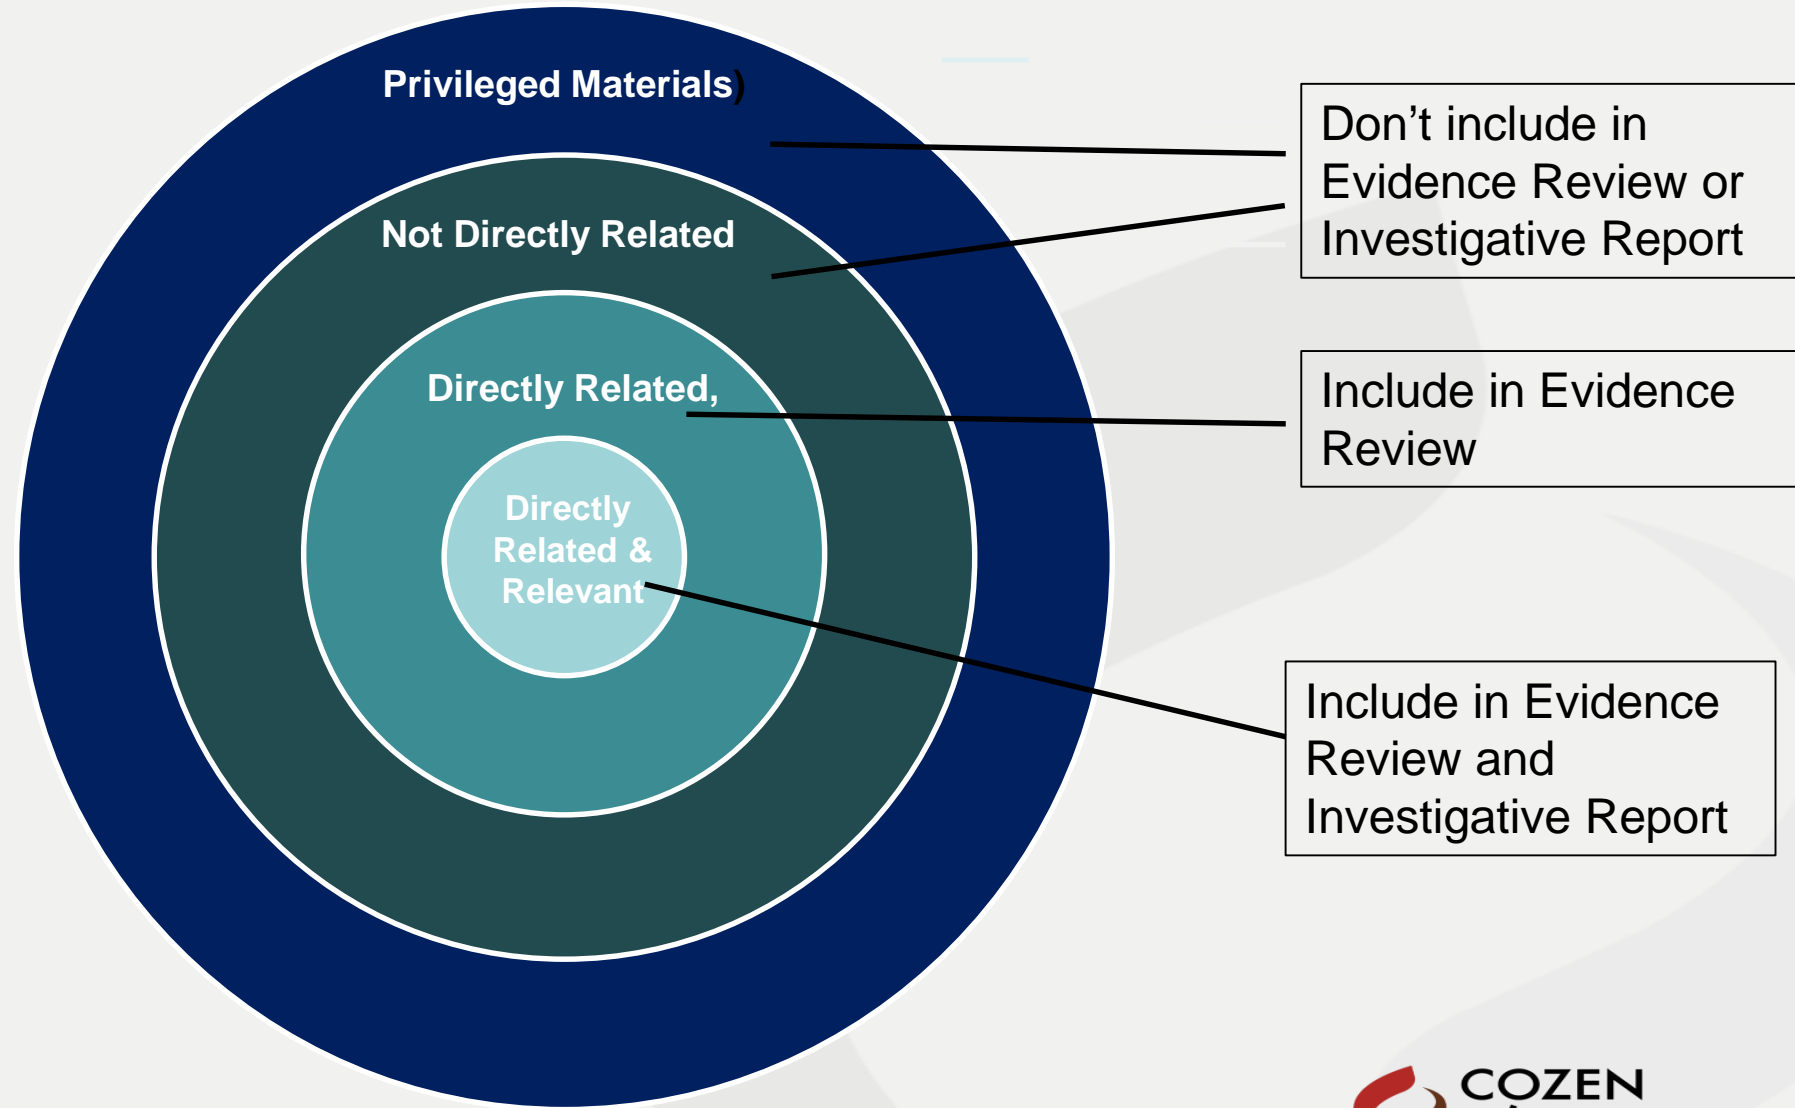 Privileged Materials)
Not Directly Related
Directly Related,
Directly
Related &
Relevant
Don’t include in
Evidence Review or
Investigative Report
Include in Evidence
Review
Include in Evidence
Review and
Investigative Report
COZEN